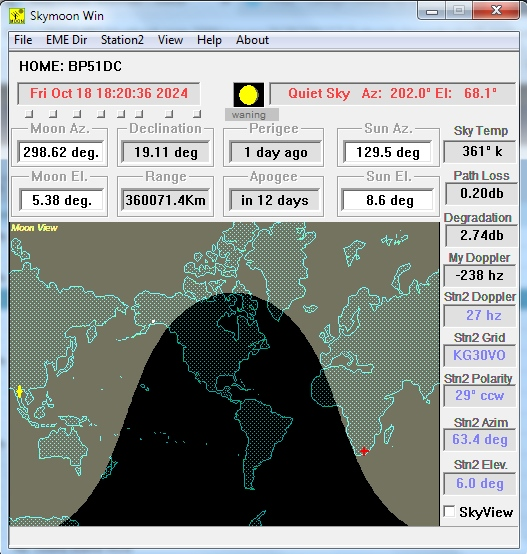 Skymoon Win
File EME Dir Station2 View Help About
HOME: BP51DC
Fri Oct 18 18:20:36 2024
Quiet Sky Az: 202.0° El: 68.1°
waning
Moon Az.
298.62 deg.
Declination
19.11 deg
Perigee
1 day ago
Sun Az
129.5 deg
Sky Temp
361° k
Moon El.
5.38 deg.
Range
360071.4Km
Apogee
in 12 days
Sun El
8.6 deg
Path Loss
0.20db
Degradation
2.74db
My Doppler
-238 hz
Stn2 Doppler
27 hz
Stn2 Grid
KG30VO
Stn2 Polarity
29° ccw
Stn2 Azim
63.4 deg
Stn2 Elev.
6.0 deg
SkyView
Moon View